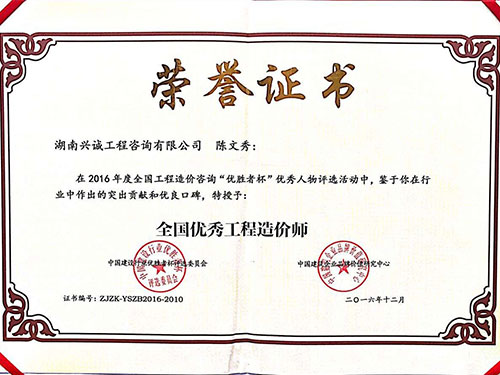 荣誉证书
湖南兴诚工程咨询有限公司 陈文秀:
在2016年度全国工程造价咨询“优胜者杯”优秀人物评选活动中,鉴于你在行
业中作出的突出贡献和优良口碑,特授予:
全国优秀工程造价师
中国建设行业优胜者杯评选委员会 中国建筑企业品牌价值研究中心
证书编号:ZJZK-YSZB2016-2010 二〇一六年十二月